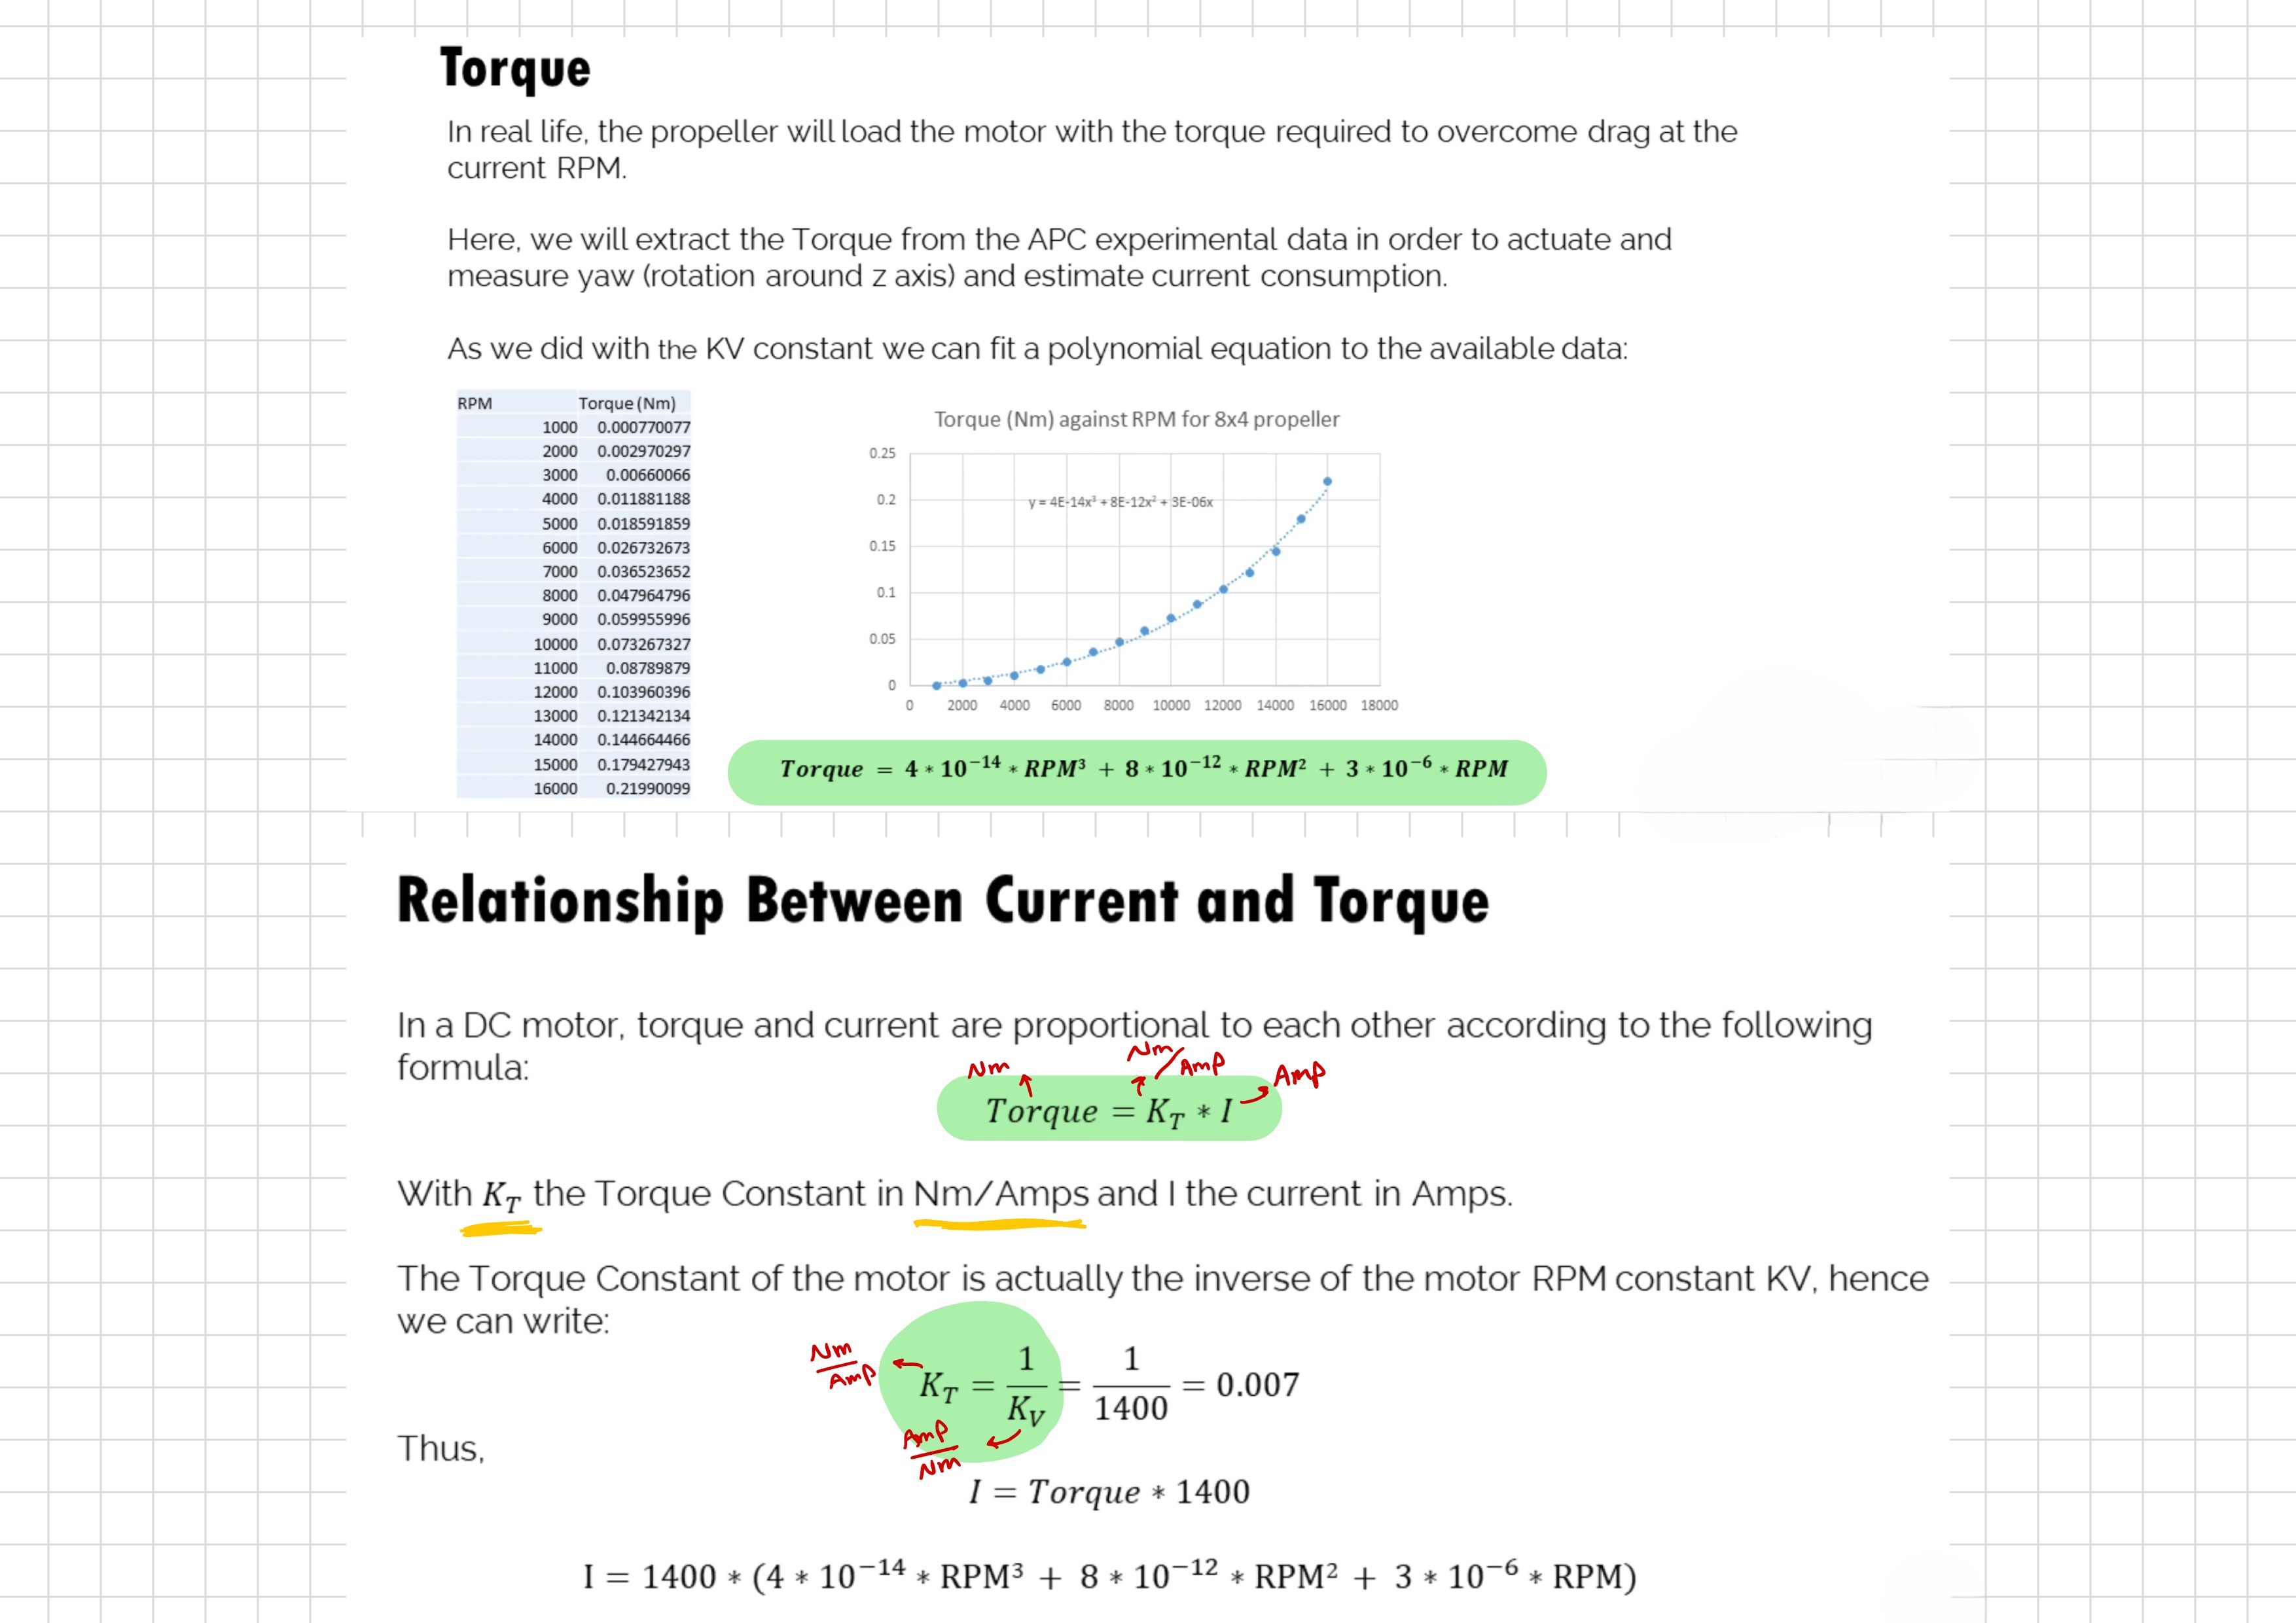 Torque
In real life, the propeller will load the motor with the torque required to overcome drag at the
current RPM.
Here, we will extract the Torque from the APC experimental data in order to actuate and
measure yaw (rotation around z axis) and estimate current consumption.
As we did with the KV constant we can fit a polynomial equation to the available data:
RPM Torque (Nm)
1000 0.000770077
2000 0.002970297
3000 0.00660066
4000 0.011881188
5000 0.018591859
6000 0.026732673
7000 0.036523652
8000 0.047964796
9000 0.059955996
10000 0.073267327
11000 0.08789879
12000 0.103960396
13000 0.121342134
14000 0.144664466
15000 0.179427943
16000 0.21990099
Torque (Nm) against RPM for 8x4 propeller
0.25
0.2
y = 4E-14x³ + 8E-12x² + 3E-06x
0.15
0.1
0.05
0
0 2000 4000 6000 8000 10000 12000 14000 16000 18000
Torque = 4 * 10⁻¹⁴ * RPM³ + 8 * 10⁻¹² * RPM² + 3 * 10⁻⁶ * RPM
Relationship Between Current and Torque
In a DC motor, torque and current are proportional to each other according to the following
formula:
Nm Nm/Amp Amp
Torque = K_T * I
With K_T the Torque Constant in Nm/Amps and I the current in Amps.
The Torque Constant of the motor is actually the inverse of the motor RPM constant KV, hence
we can write:
Nm/Amp
K_T = 1/K_V = 1/1400 = 0.007
Amp/Nm
Thus,
I = Torque * 1400
I = 1400 * (4 * 10⁻¹⁴ * RPM³ + 8 * 10⁻¹² * RPM² + 3 * 10⁻⁶ * RPM)